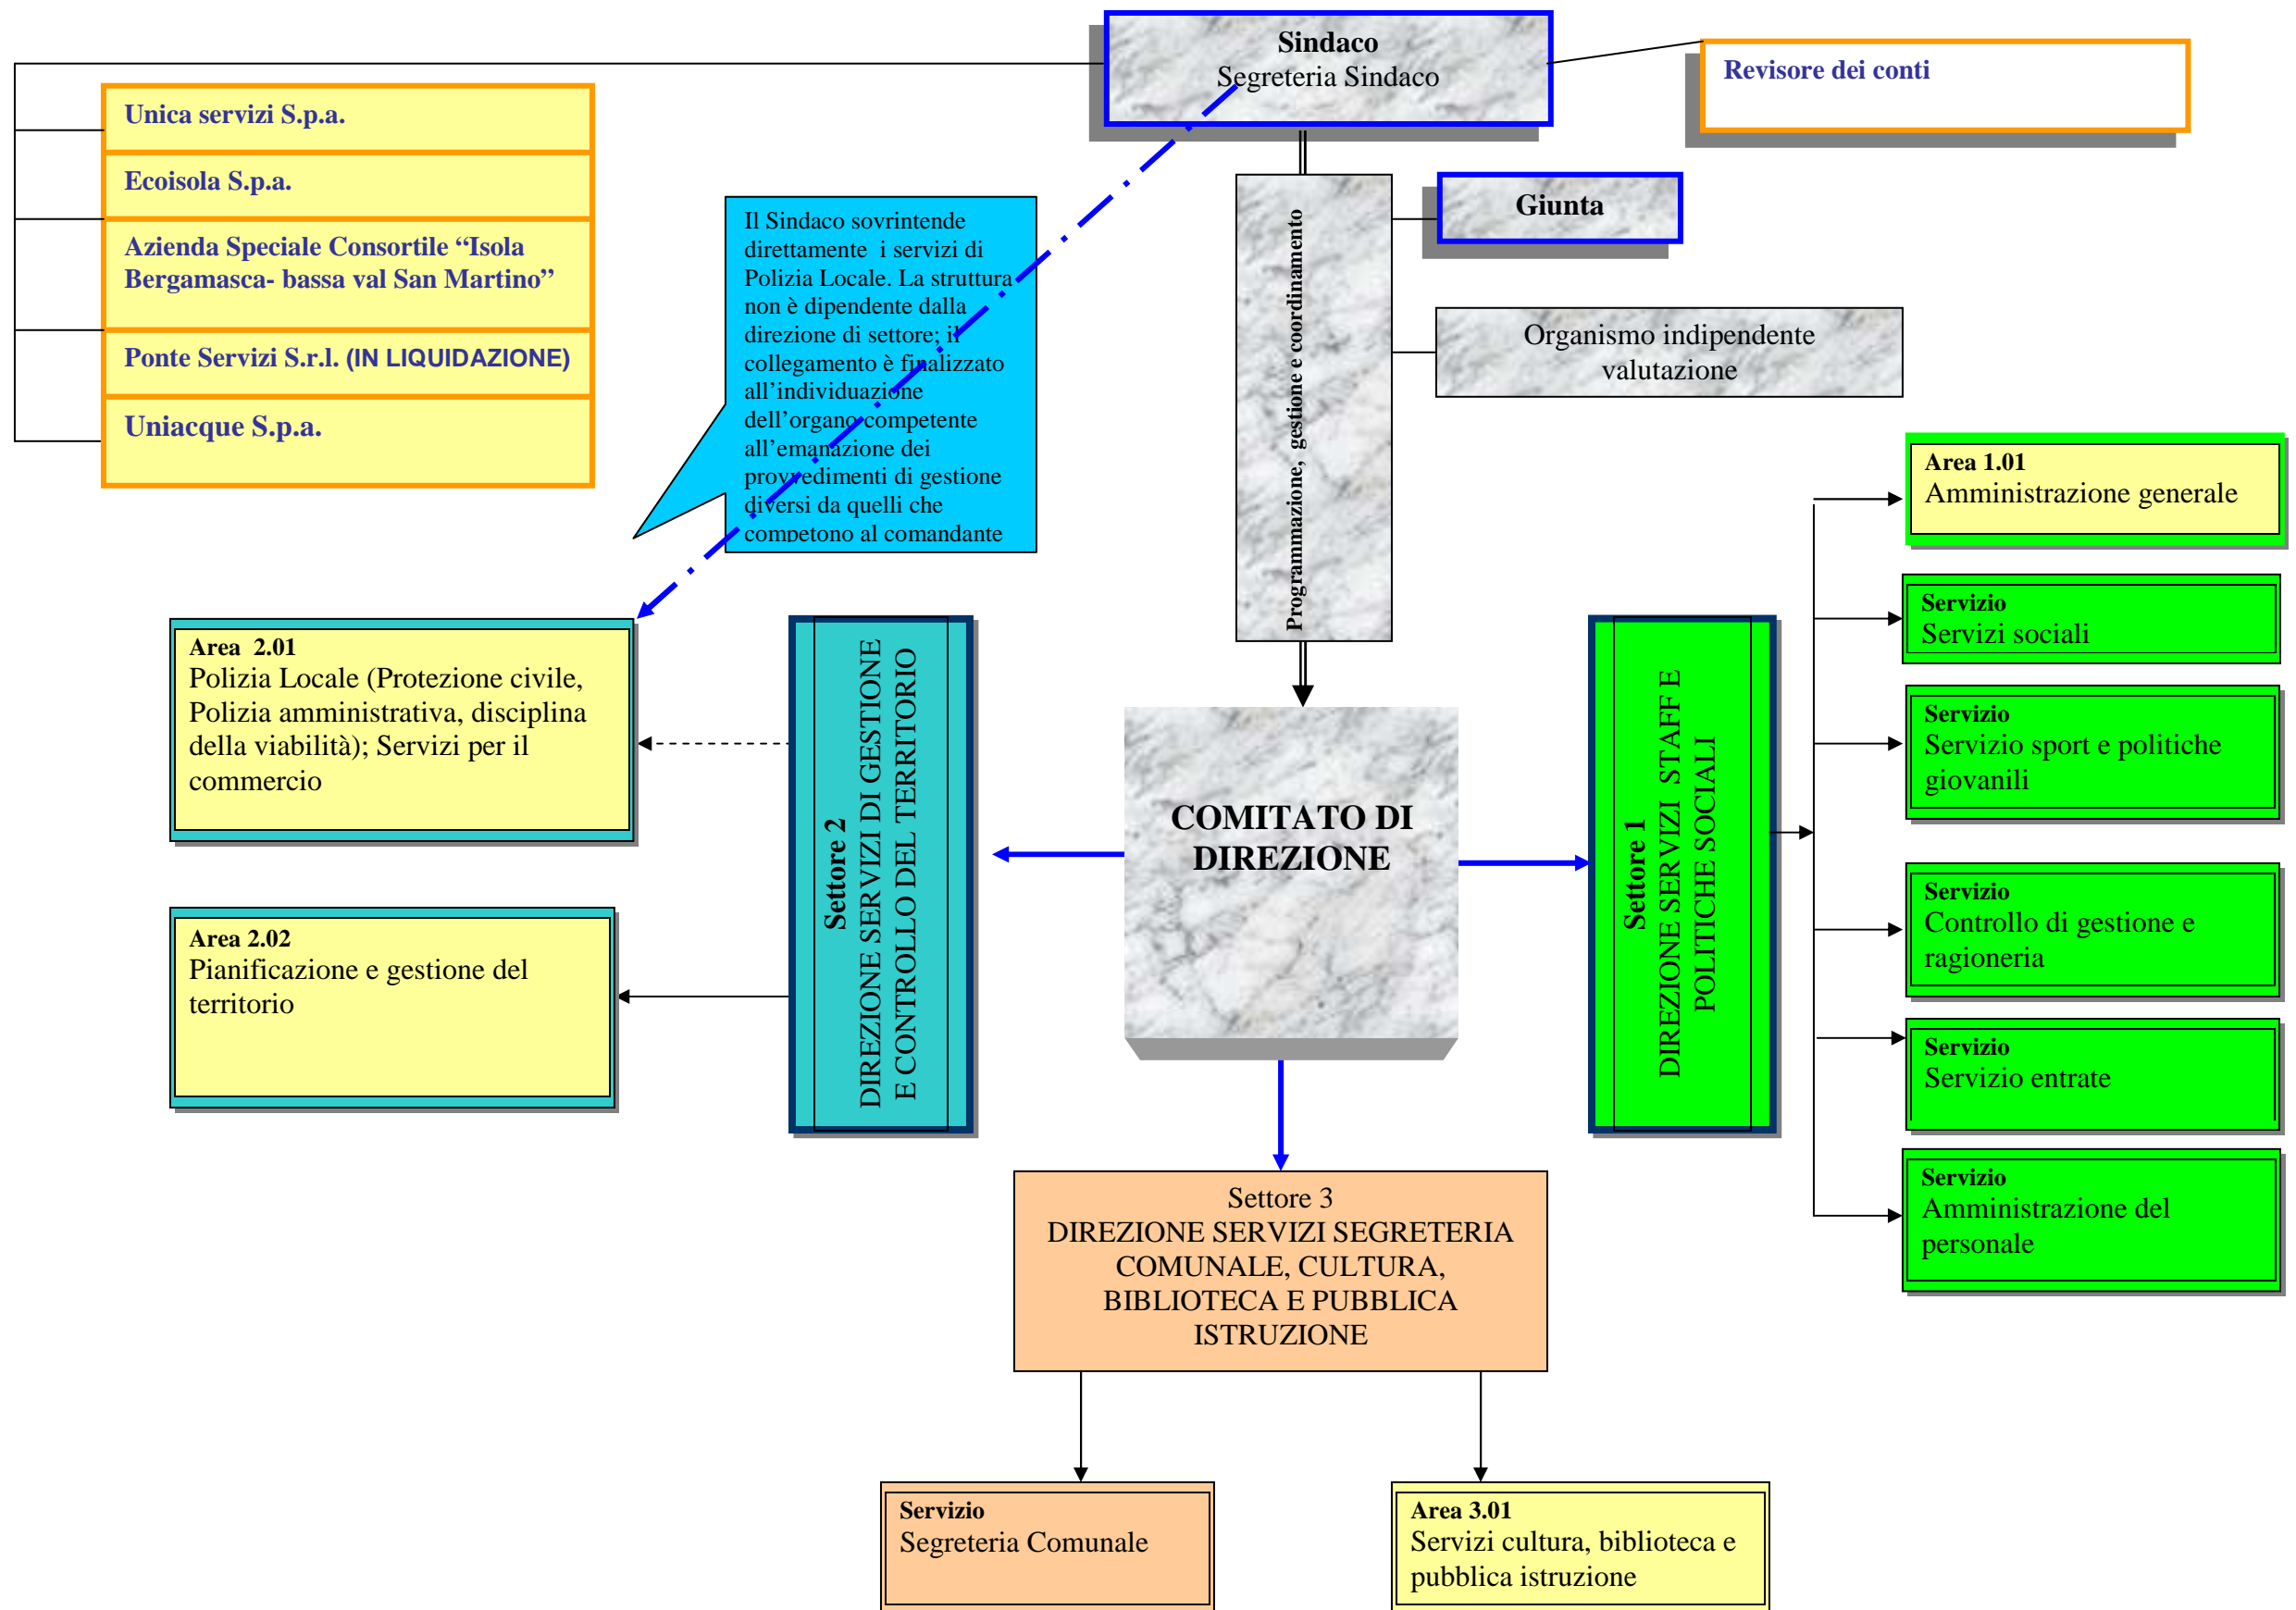 Sindaco
Segreteria Sindaco
Revisore dei conti
Unica servizi S.p.a.
Ecoisola S.p.a.
Azienda Speciale Consortile “Isola
Bergamasca- bassa val San Martino”
Ponte Servizi S.r.l. (IN LIQUIDAZIONE)
Uniacque S.p.a.
Il Sindaco sovrintende
direttamente i servizi di
Polizia Locale. La struttura
non è dipendente dalla
direzione di settore; il
collegamento è finalizzato
all’individuazione
dell’organo competente
all’emanazione dei
provvedimenti di gestione
diversi da quelli che
competono al comandante
Programmazione, gestione e coordinamento
Giunta
Organismo indipendente
valutazione
Area 1.01
Amministrazione generale
Servizio
Servizi sociali
Servizio
Servizio sport e politiche
giovanili
Servizio
Controllo di gestione e
ragioneria
Servizio
Servizio entrate
Servizio
Amministrazione del
personale
Area 2.01
Polizia Locale (Protezione civile,
Polizia amministrativa, disciplina
della viabilità); Servizi per il
commercio
Area 2.02
Pianificazione e gestione del
territorio
Settore 2
DIREZIONE SERVIZI DI GESTIONE
E CONTROLLO DEL TERRITORIO
COMITATO DI
DIREZIONE
Settore 1
DIREZIONE SERVIZI STAFF E
POLITICHE SOCIALI
Settore 3
DIREZIONE SERVIZI SEGRETERIA
COMUNALE, CULTURA,
BIBLIOTECA E PUBBLICA
ISTRUZIONE
Servizio
Segreteria Comunale
Area 3.01
Servizi cultura, biblioteca e
pubblica istruzione